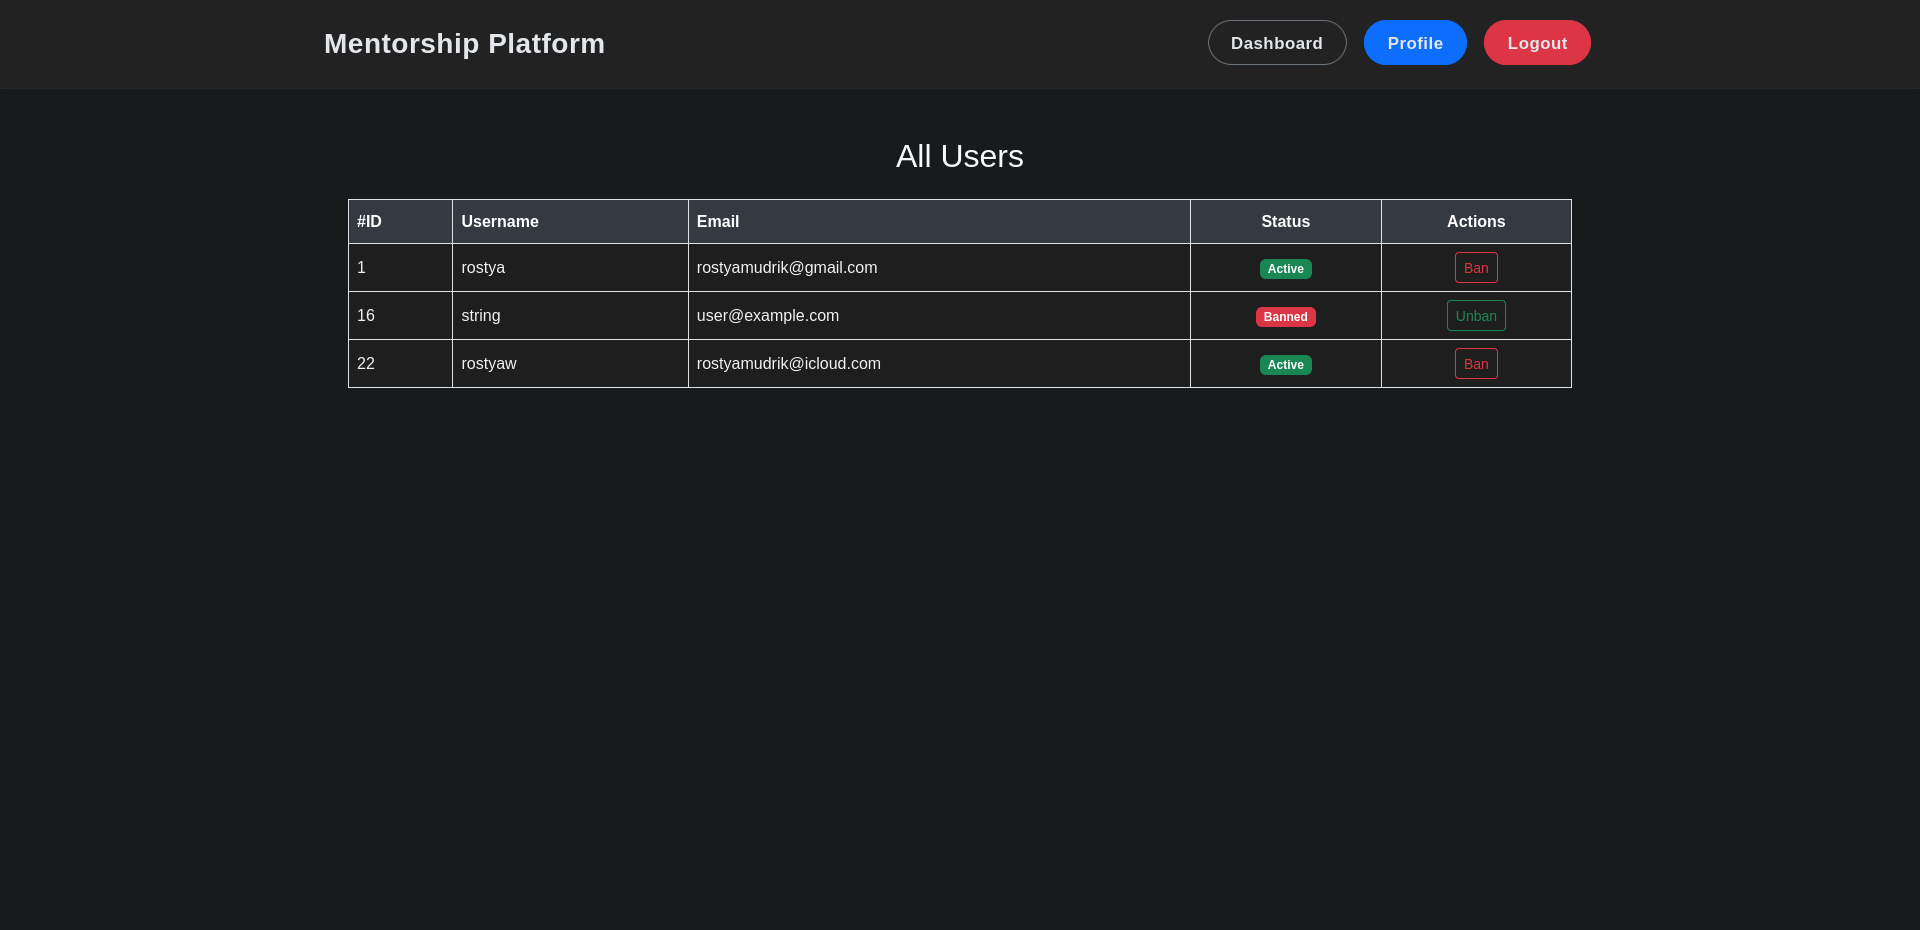 Mentorship Platform Dashboard Profile Logout
All Users
#ID Username Email Status Actions
1 rostya rostyamudrik@gmail.com Active Ban
16 string user@example.com Banned Unban
22 rostyaw rostyamudrik@icloud.com Active Ban